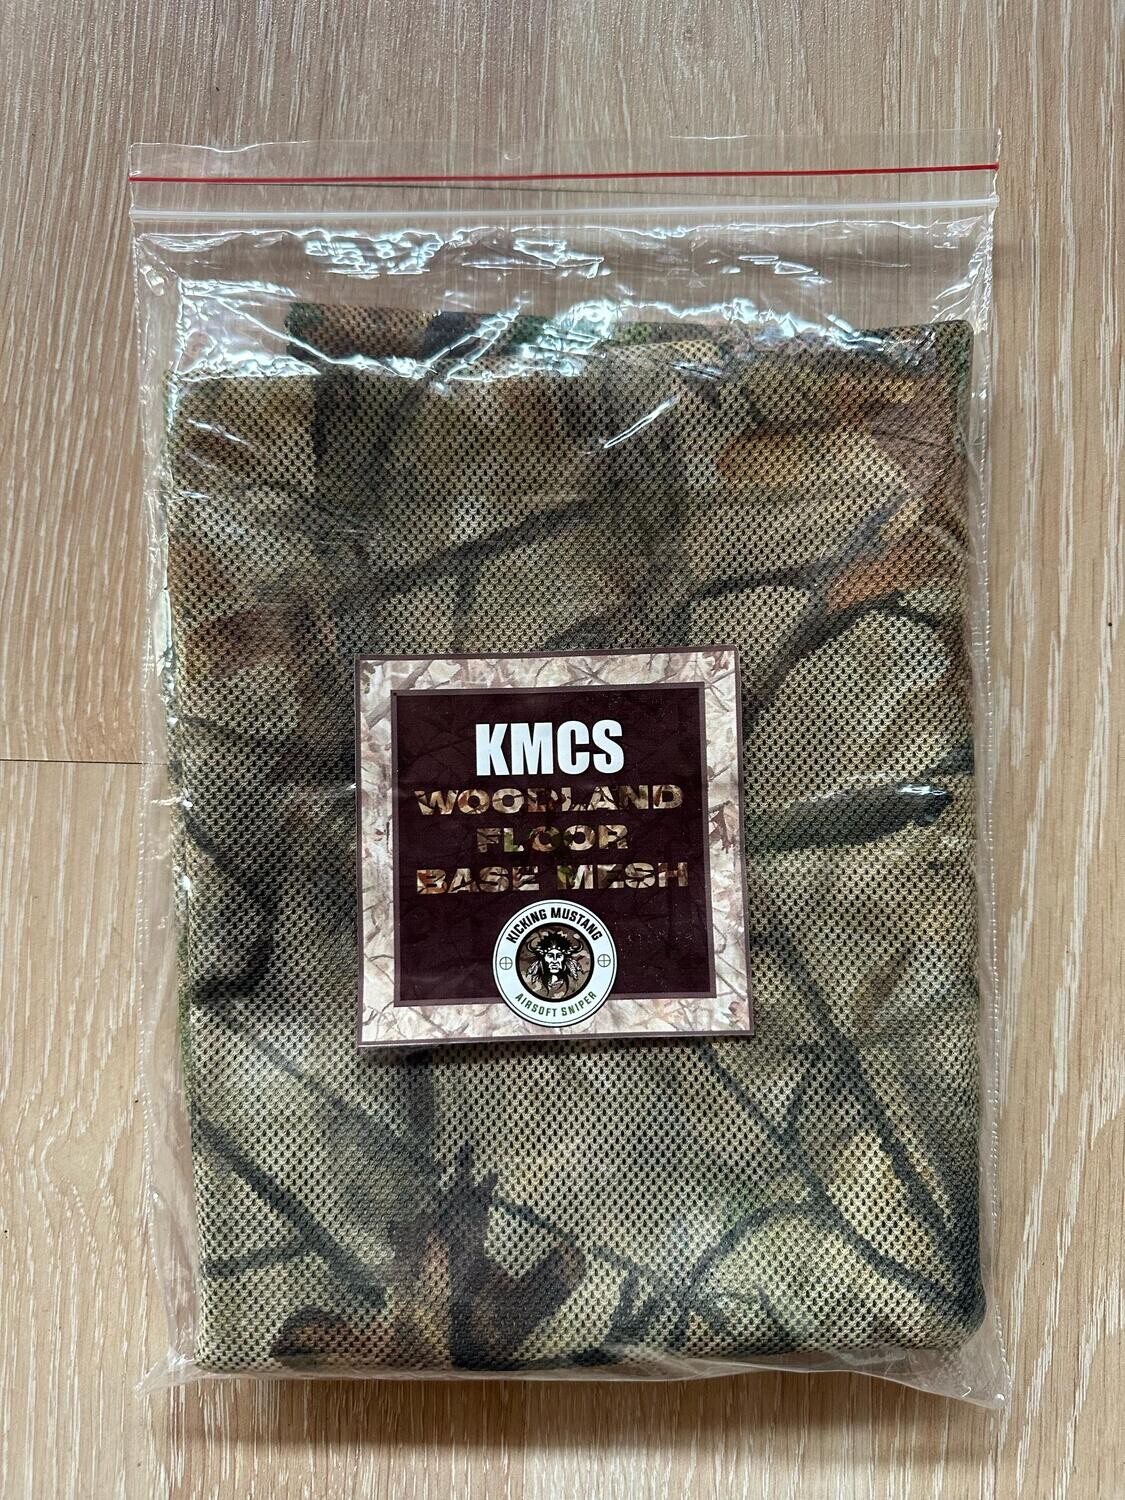 KMCS
WOODLAND
FLOOR
BASE MESH
KICKING MUSTANG
AIRSOFT SNIPER